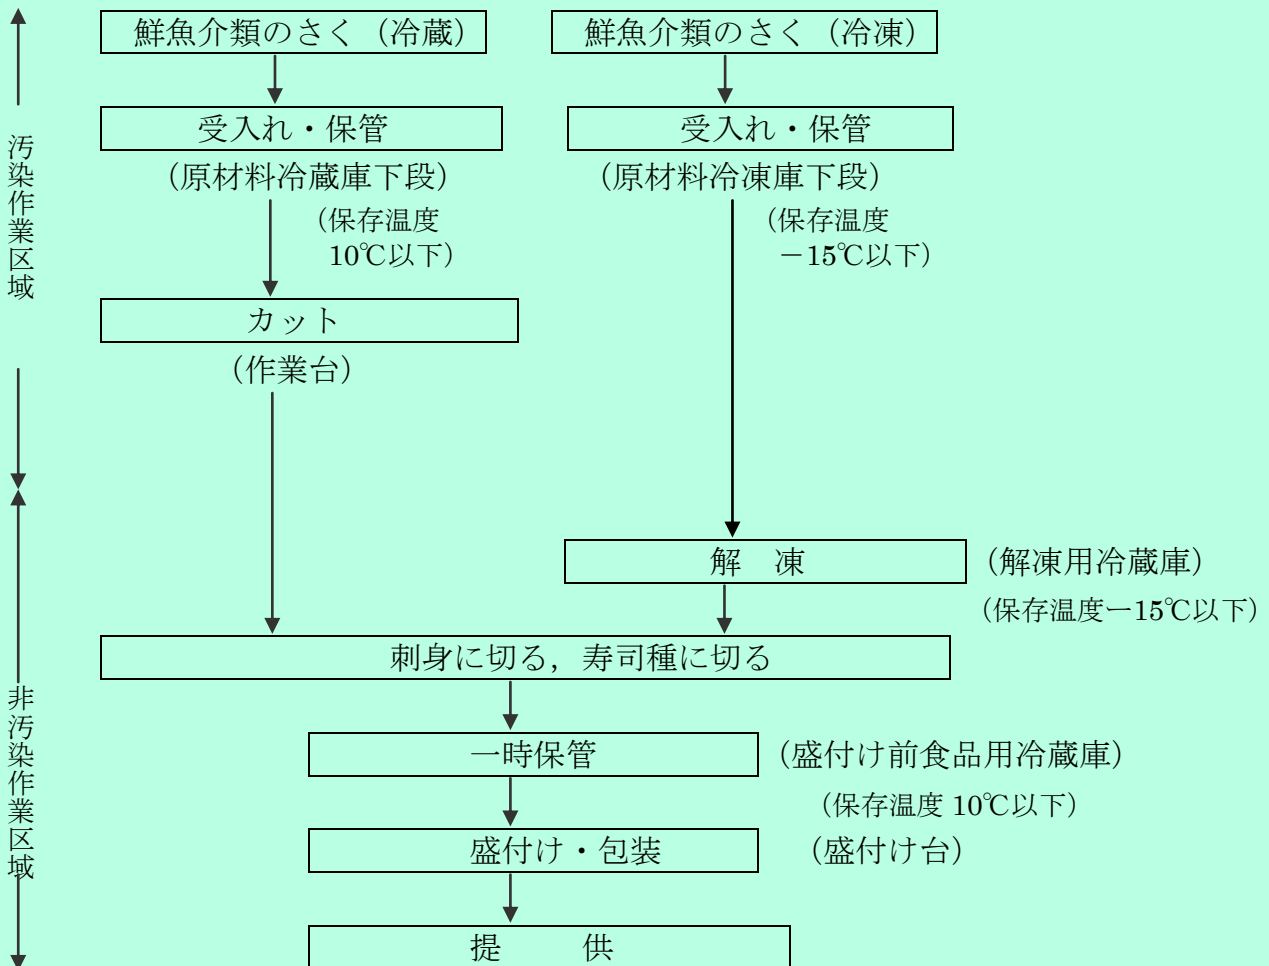 鮮魚介類のさく（冷蔵）
鮮魚介類のさく（冷凍）
受入れ・保管
受入れ・保管
（原材料冷蔵庫下段）
（原材料冷凍庫下段）
（保存温度
10℃以下）
（保存温度
－15℃以下）
汚染作業区域
カット
（作業台）
解　凍
（解凍用冷蔵庫）
（保存温度ー15℃以下）
刺身に切る，寿司種に切る
非汚染作業区域
一時保管
（盛付け前食品用冷蔵庫）
（保存温度 10℃以下）
盛付け・包装
（盛付け台）
提　　供